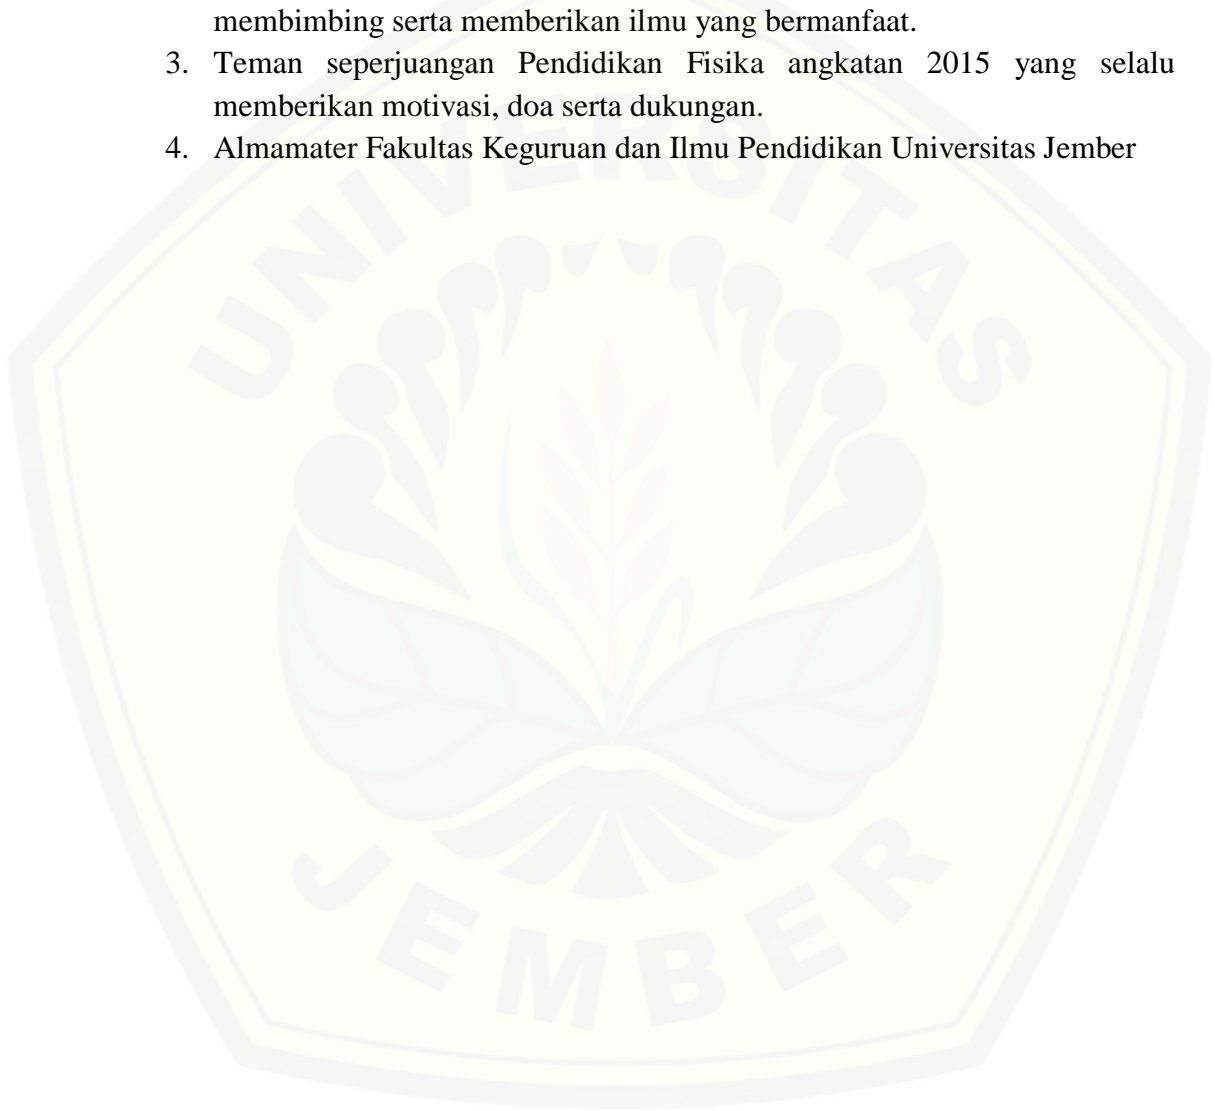 membimbing serta memberikan ilmu yang bermanfaat.
3. Teman seperjuangan Pendidikan Fisika angkatan 2015 yang selalu
memberikan motivasi, doa serta dukungan.
4. Almamater Fakultas Keguruan dan Ilmu Pendidikan Universitas Jember
UNIVERSITAS
JEMBER